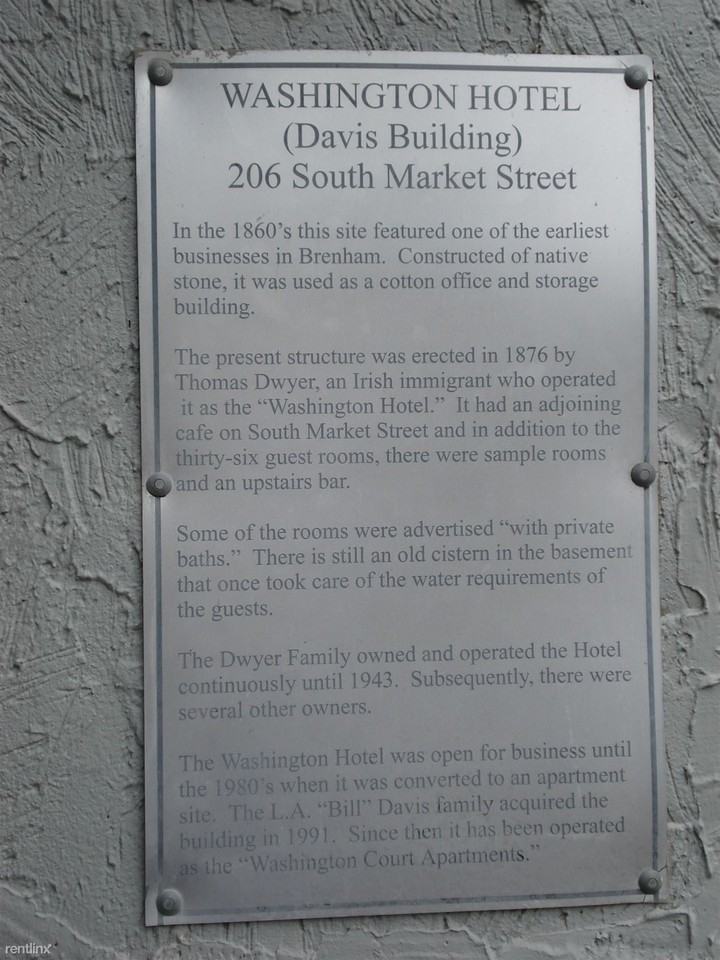 WASHINGTON HOTEL
(Davis Building)
206 South Market Street
In the 1860's this site featured one of the earliest
businesses in Brenham. Constructed of native
stone, it was used as a cotton office and storage
building.
The present structure was erected in 1876 by
Thomas Dwyer, an Irish immigrant who operated
it as the “Washington Hotel.” It had an adjoining
cafe on South Market Street and in addition to the
thirty-six guest rooms, there were sample rooms
and an upstairs bar.
Some of the rooms were advertised “with private
baths.” There is still an old cistern in the basement
that once took care of the water requirements of
the guests.
The Dwyer Family owned and operated the Hotel
continuously until 1943. Subsequently, there were
several other owners.
The Washington Hotel was open for business until
the 1980's when it was converted to an apartment
site. The L.A. “Bill” Davis family acquired the
building in 1991. Since then it has been operated
as the “Washington Court Apartments.”
rentlinx